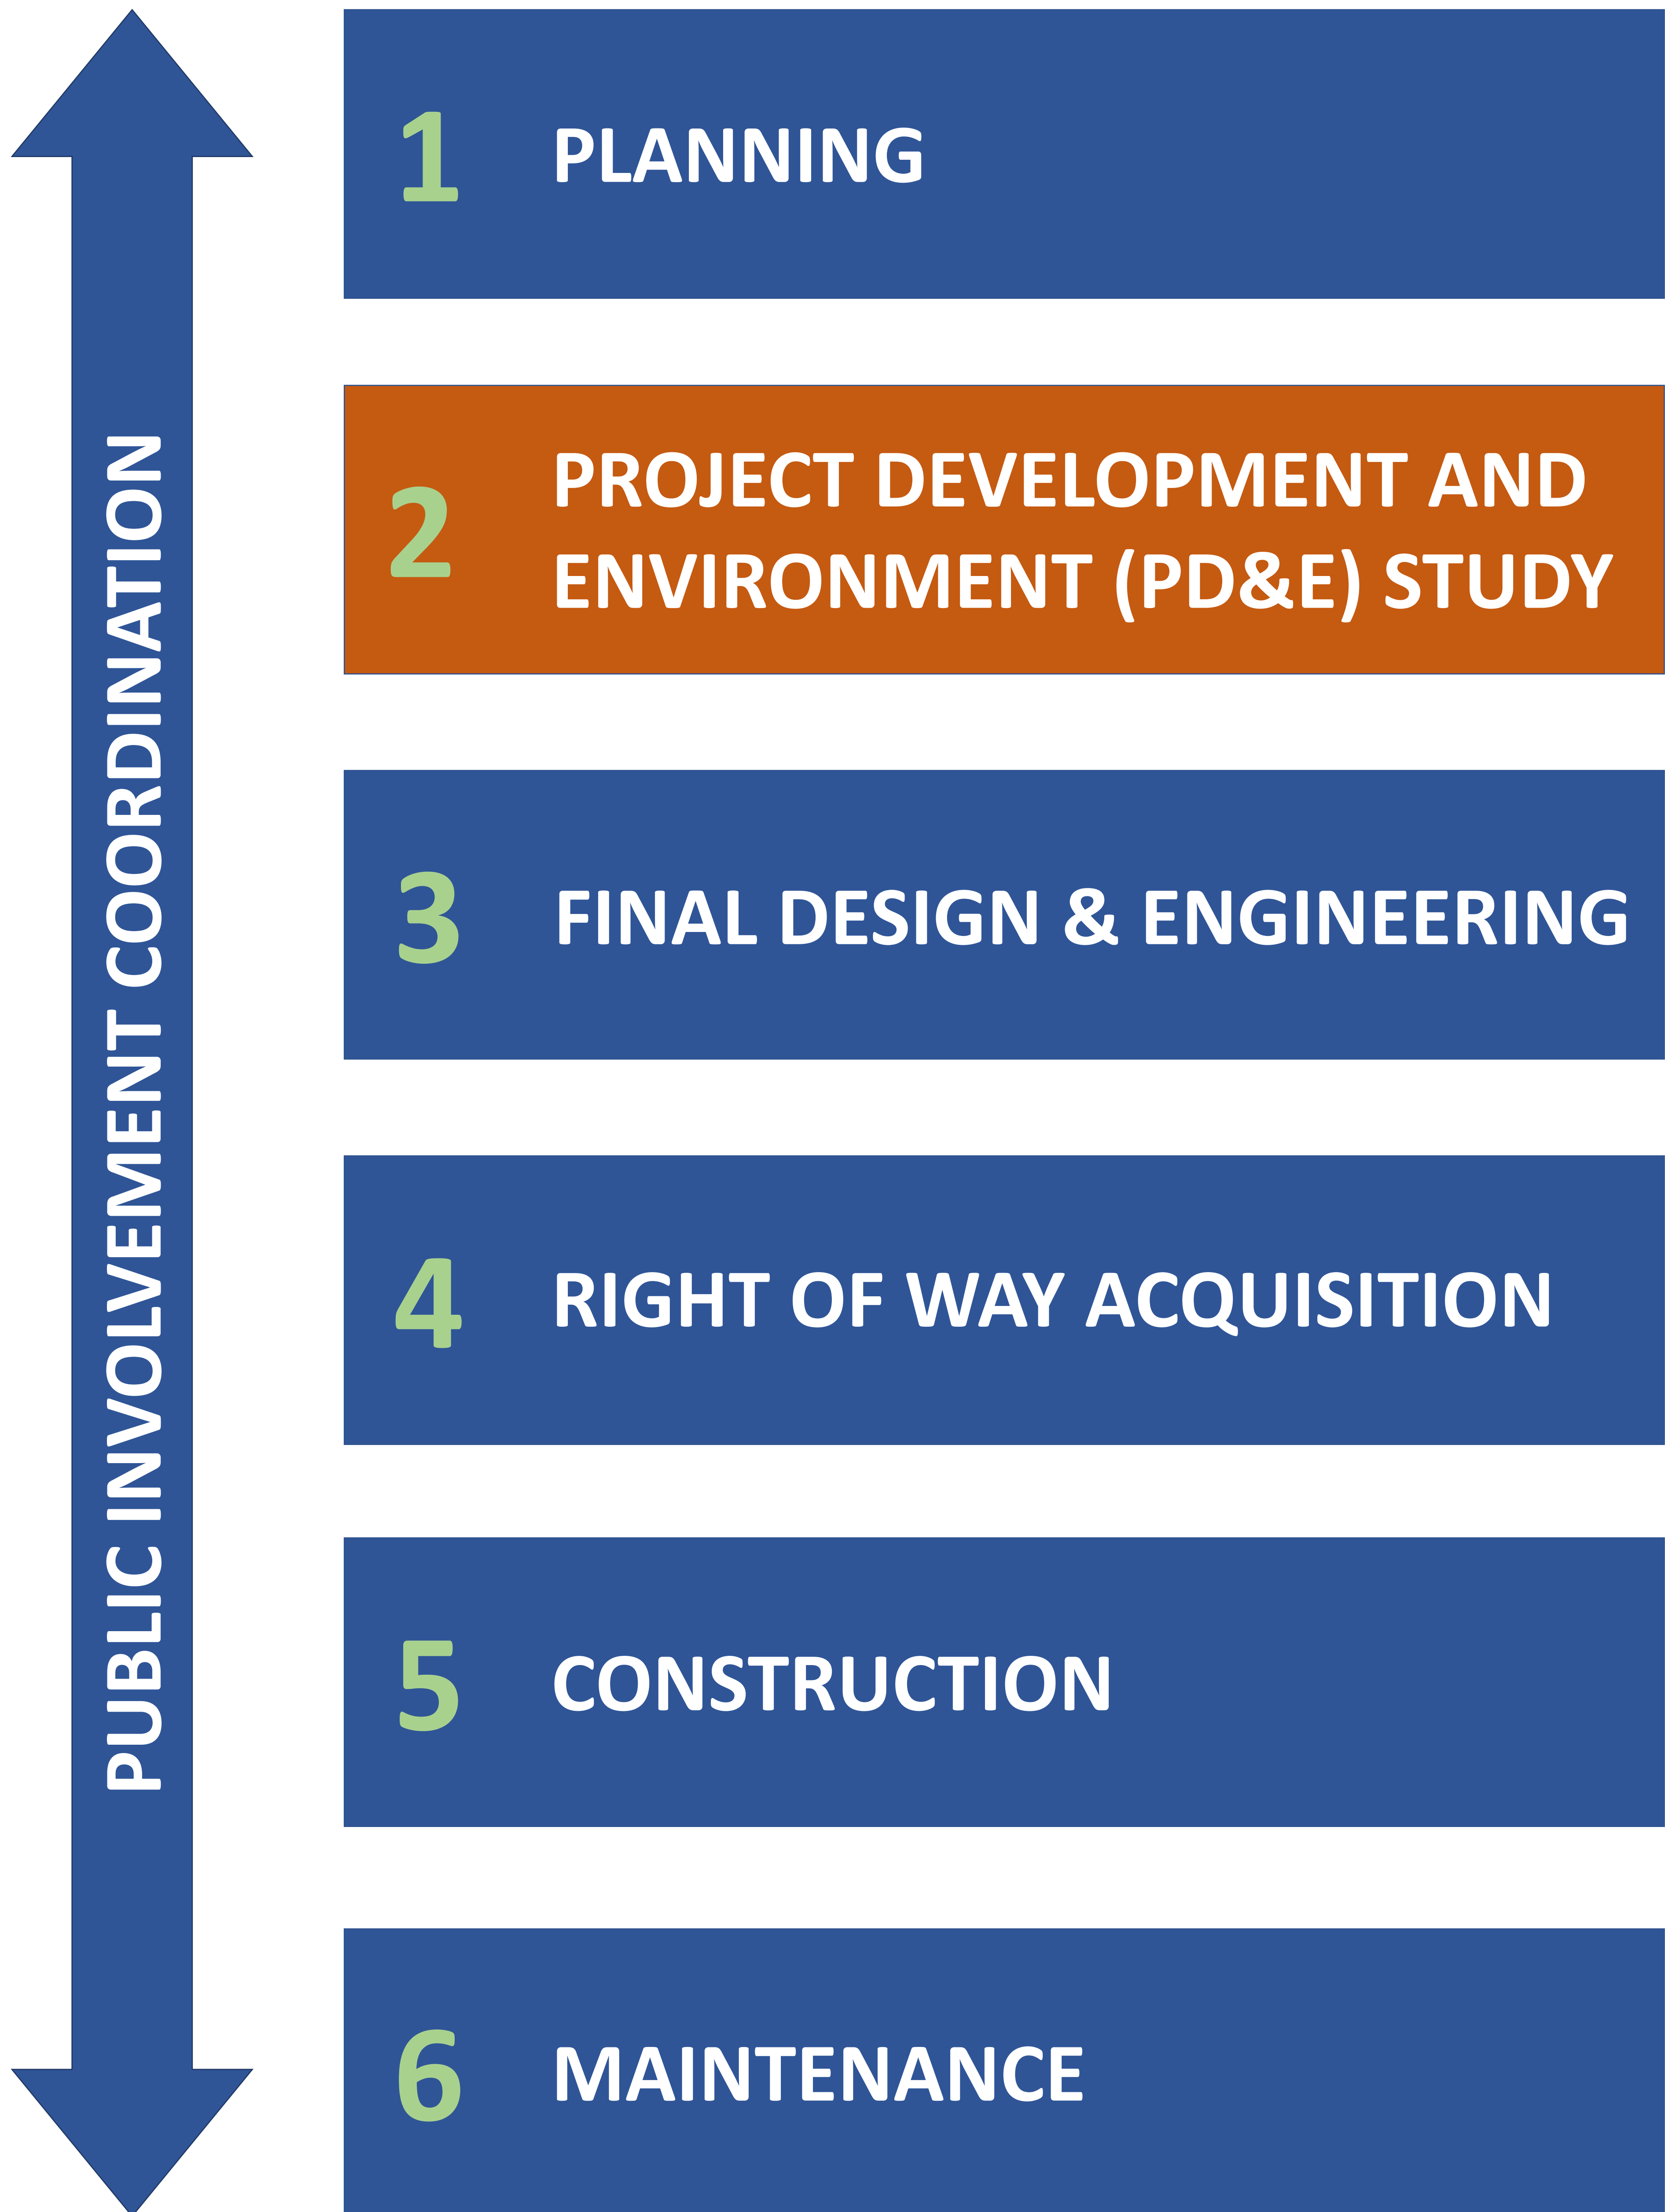 PUBLIC INVOLVEMENT COORDINATION
1 PLANNING
2 PROJECT DEVELOPMENT AND
ENVIRONMENT (PD&E) STUDY
3 FINAL DESIGN & ENGINEERING
4 RIGHT OF WAY ACQUISITION
5 CONSTRUCTION
6 MAINTENANCE